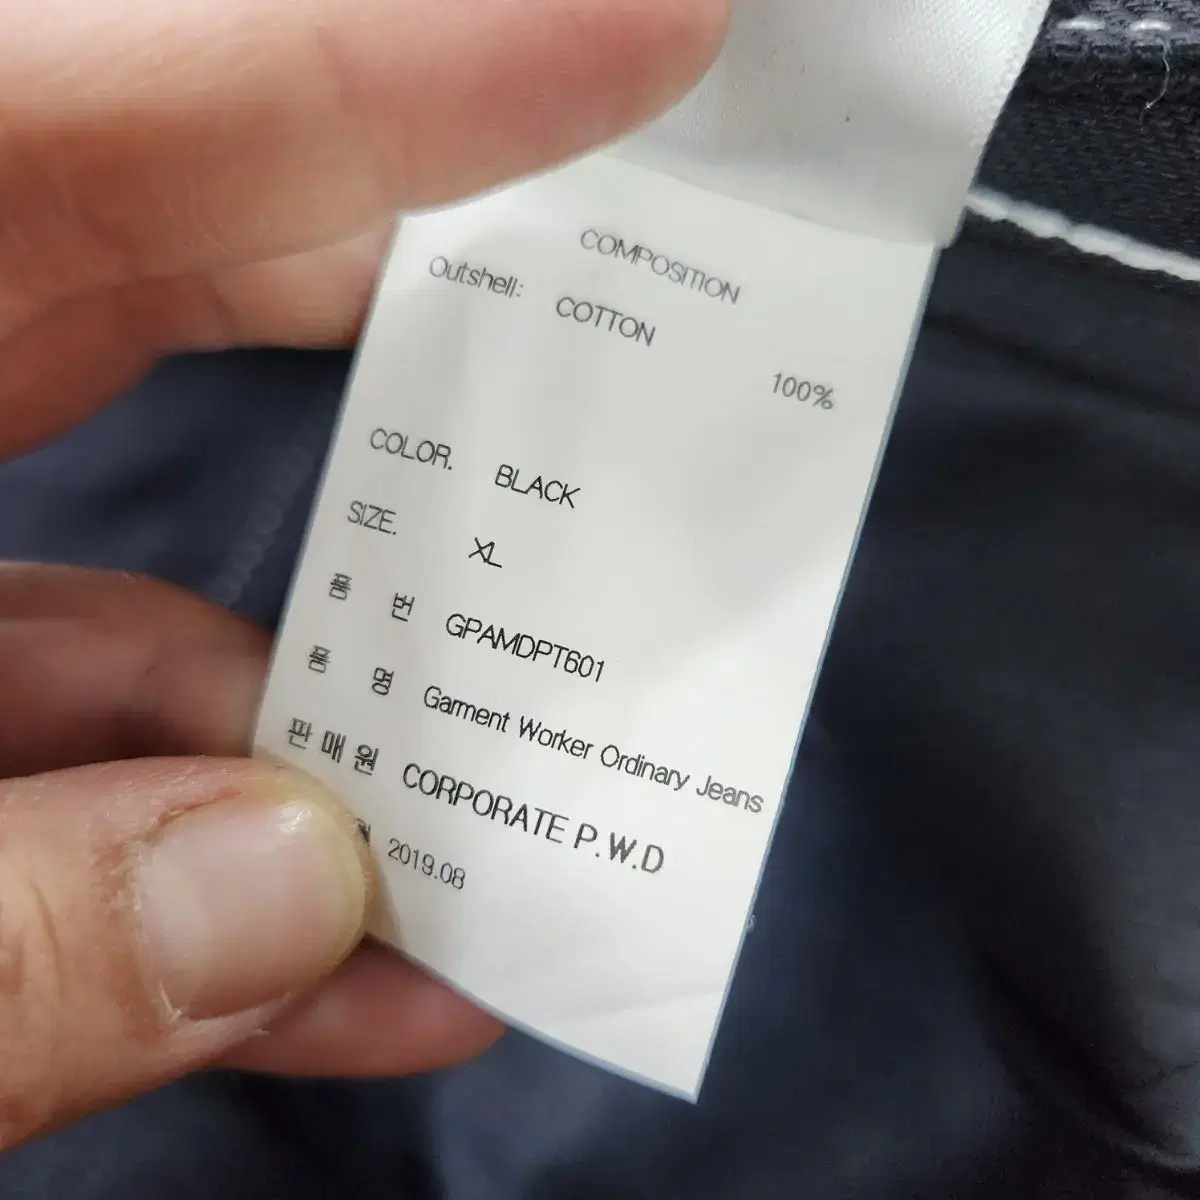 COMPOSITION
Outshell: COTTON
100%
COLOR. BLACK
SIZE. XL
품 번 GPAMDPT601
품 명 Garment Worker Ordinary Jeans
판 매 원 CORPORATE P.W.D
2019.08